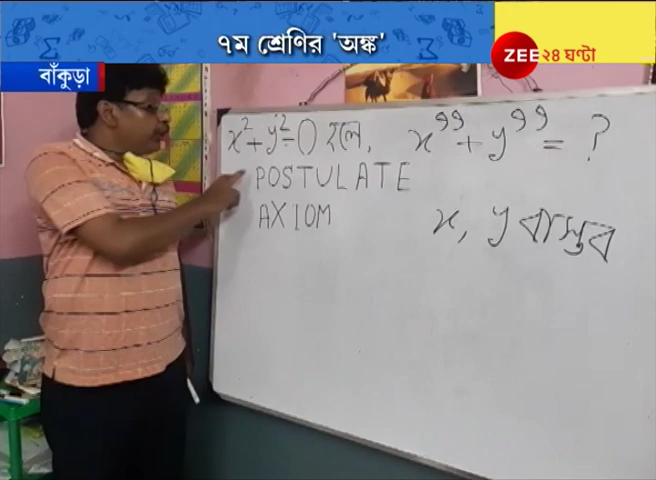 ৭ম শ্রেণির 'অঙ্ক'
ZEE ২৪ ঘণ্টা
বাঁকুড়া
x² + y² = 0 হলে, x⁹⁹ + y⁹⁹ = ?
POSTULATE
AXIOM
x, y বাস্তব